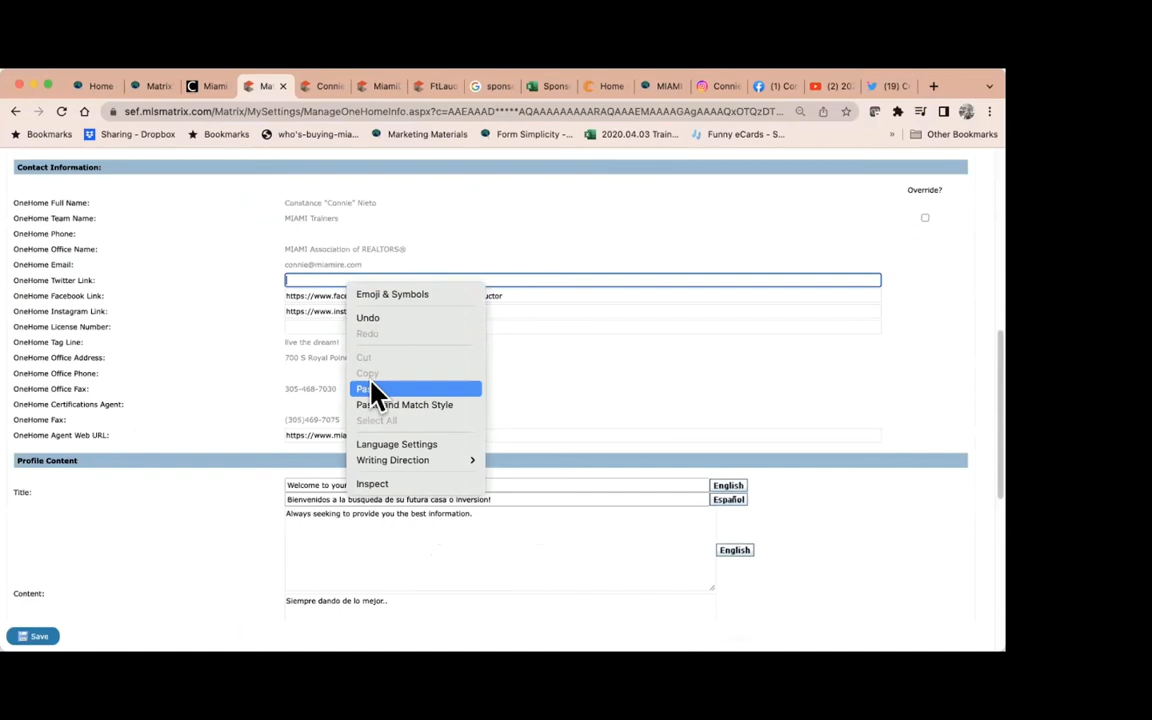 Home Matrix Miami Ma Connie Miami FtLaud spons Spons Home MIAMI Conni (1) Co (2) 20 (19) C
sef.mlsmatrix.com/Matrix/MySettings/ManageOneHomeInfo.aspx?c=AAEAAAD*****AQAAAAAAAAARAQAAAEMAAAAGAgAAAAQxOTQzDT...
Bookmarks Sharing - Dropbox Bookmarks who's-buying-mia... Marketing Materials Form Simplicity -... 2020.04.03 Train... Funny eCards - S... » Other Bookmarks
Contact Information:
Override?
OneHome Full Name: Constance "Connie" Nieto
OneHome Team Name: MIAMI Trainers
OneHome Phone:
OneHome Office Name: MIAMI Association of REALTORS®
OneHome Email: connie@miamire.com
OneHome Twitter Link:
OneHome Facebook Link: https://www.face uctor
OneHome Instagram Link: https://www.inst
OneHome License Number:
OneHome Tag Line: live the dream!
OneHome Office Address: 700 S Royal Poin
OneHome Office Phone:
OneHome Office Fax: 305-468-7030
OneHome Certifications Agent:
OneHome Fax: (305)469-7075
OneHome Agent Web URL: https://www.mia
Emoji & Symbols
Undo
Redo
Cut
Copy
Pa
Pa nd Match Style
Select All
Language Settings
Writing Direction
Inspect
Profile Content
Title: Welcome to your English
Bienvenidos a la busqueda de su futura casa o inversion! Español
Always seeking to provide you the best information.
English
Content:
Siempre dando de lo mejor..
Save